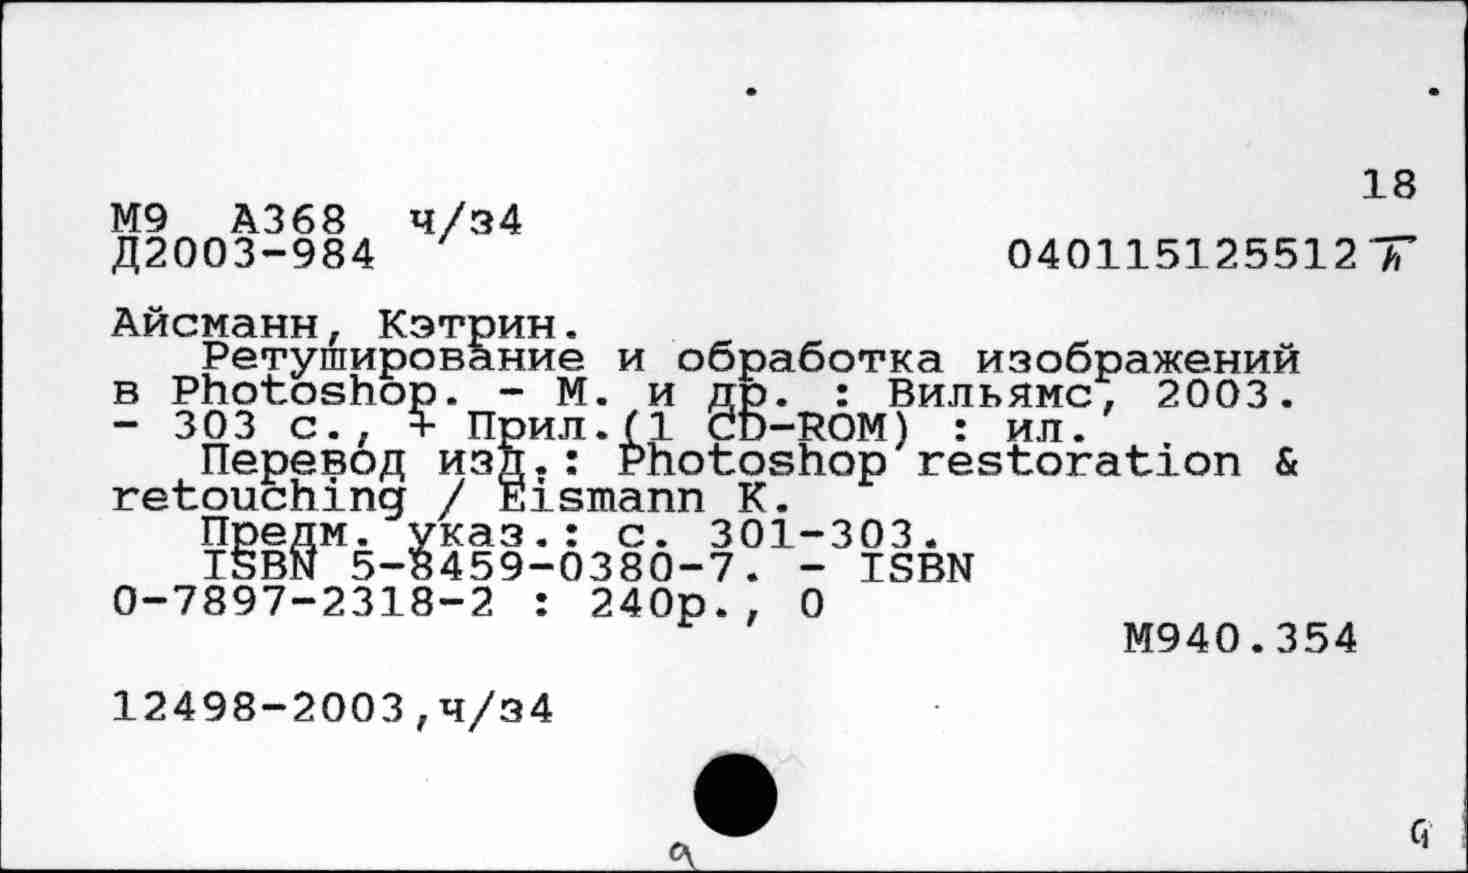 18
М9 А368 ч/з4
Д2003-984 040115125512
Айсманн, Кэтрин.
Ретуширование и обработка изображений
в Photoshop. - М. и др. : Вильямс, 2003.
- 303 с., + Прил.(1 CD-ROM) : ил.
Перевод изд.: Photoshop restoration &
retouching / Eismann K.
Предм. указ.: с. 301-303.
ISBN 5-8459-0380-7. - ISBN
0-7897-2318-2 : 240р., 0
М940.354
12498-2003,ч/з4